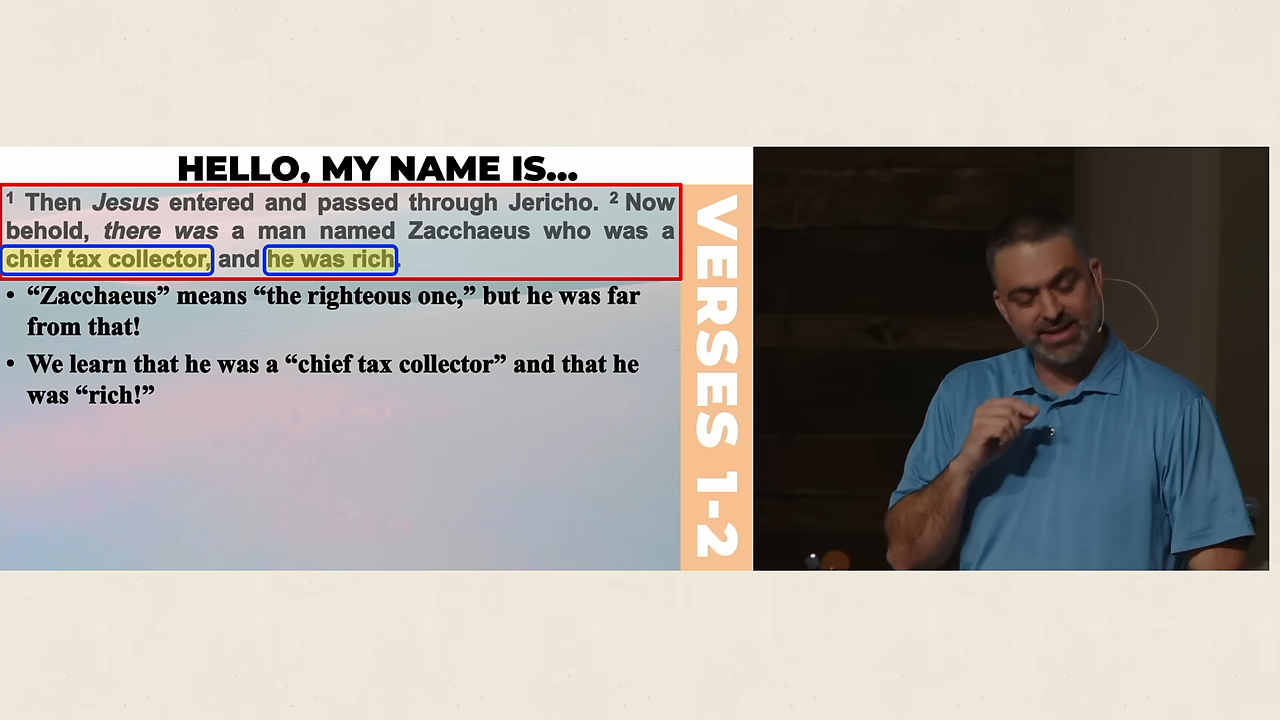 HELLO, MY NAME IS...
1 Then Jesus entered and passed through Jericho. 2 Now
behold, there was a man named Zacchaeus who was a
chief tax collector, and he was rich.
• “Zacchaeus” means “the righteous one,” but he was far
from that!
• We learn that he was a “chief tax collector” and that he
was “rich!”
VERSES 1-2